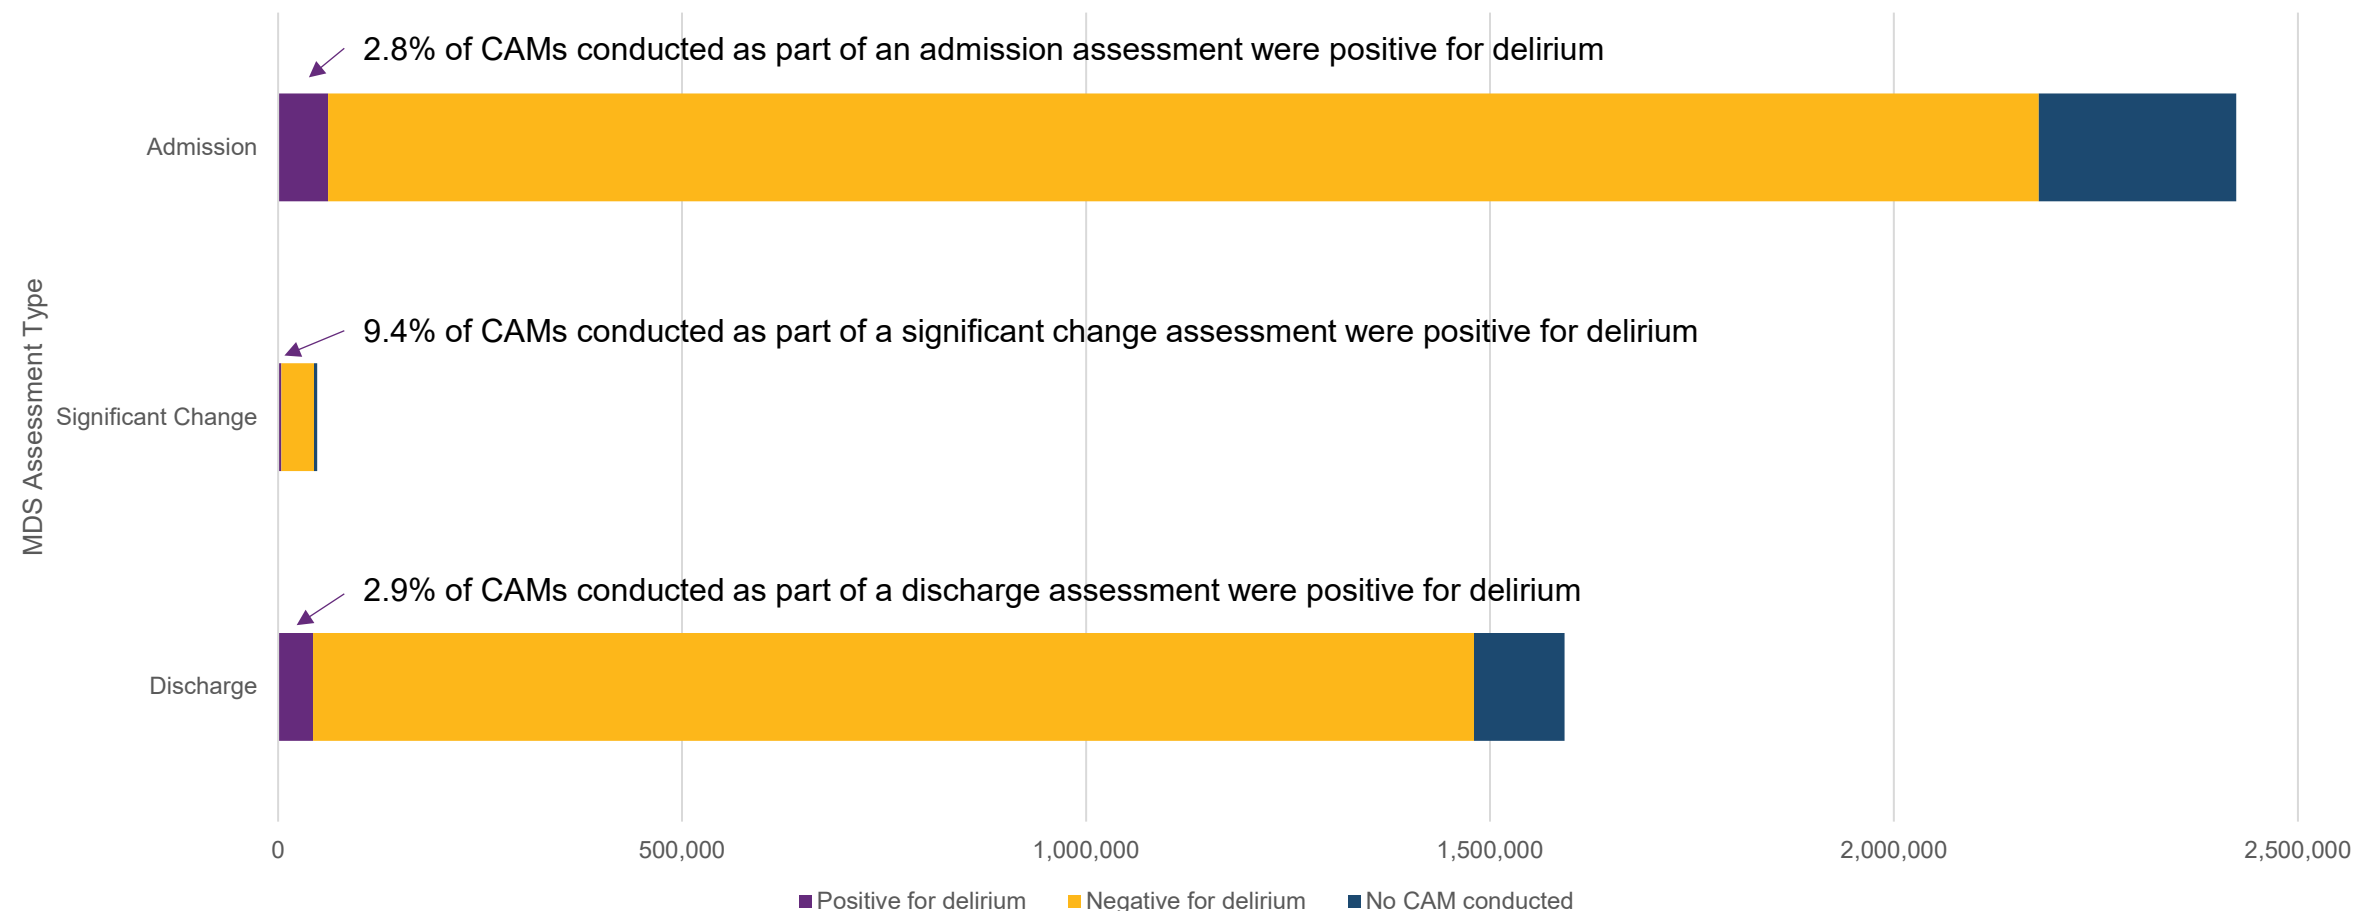 2.8% of CAMs conducted as part of an admission assessment were positive for delirium
Admission
9.4% of CAMs conducted as part of a significant change assessment were positive for delirium
MDS Assessment Type
Significant Change
2.9% of CAMs conducted as part of a discharge assessment were positive for delirium
Discharge
0 500,000 1,000,000 1,500,000 2,000,000 2,500,000
Positive for delirium Negative for delirium No CAM conducted